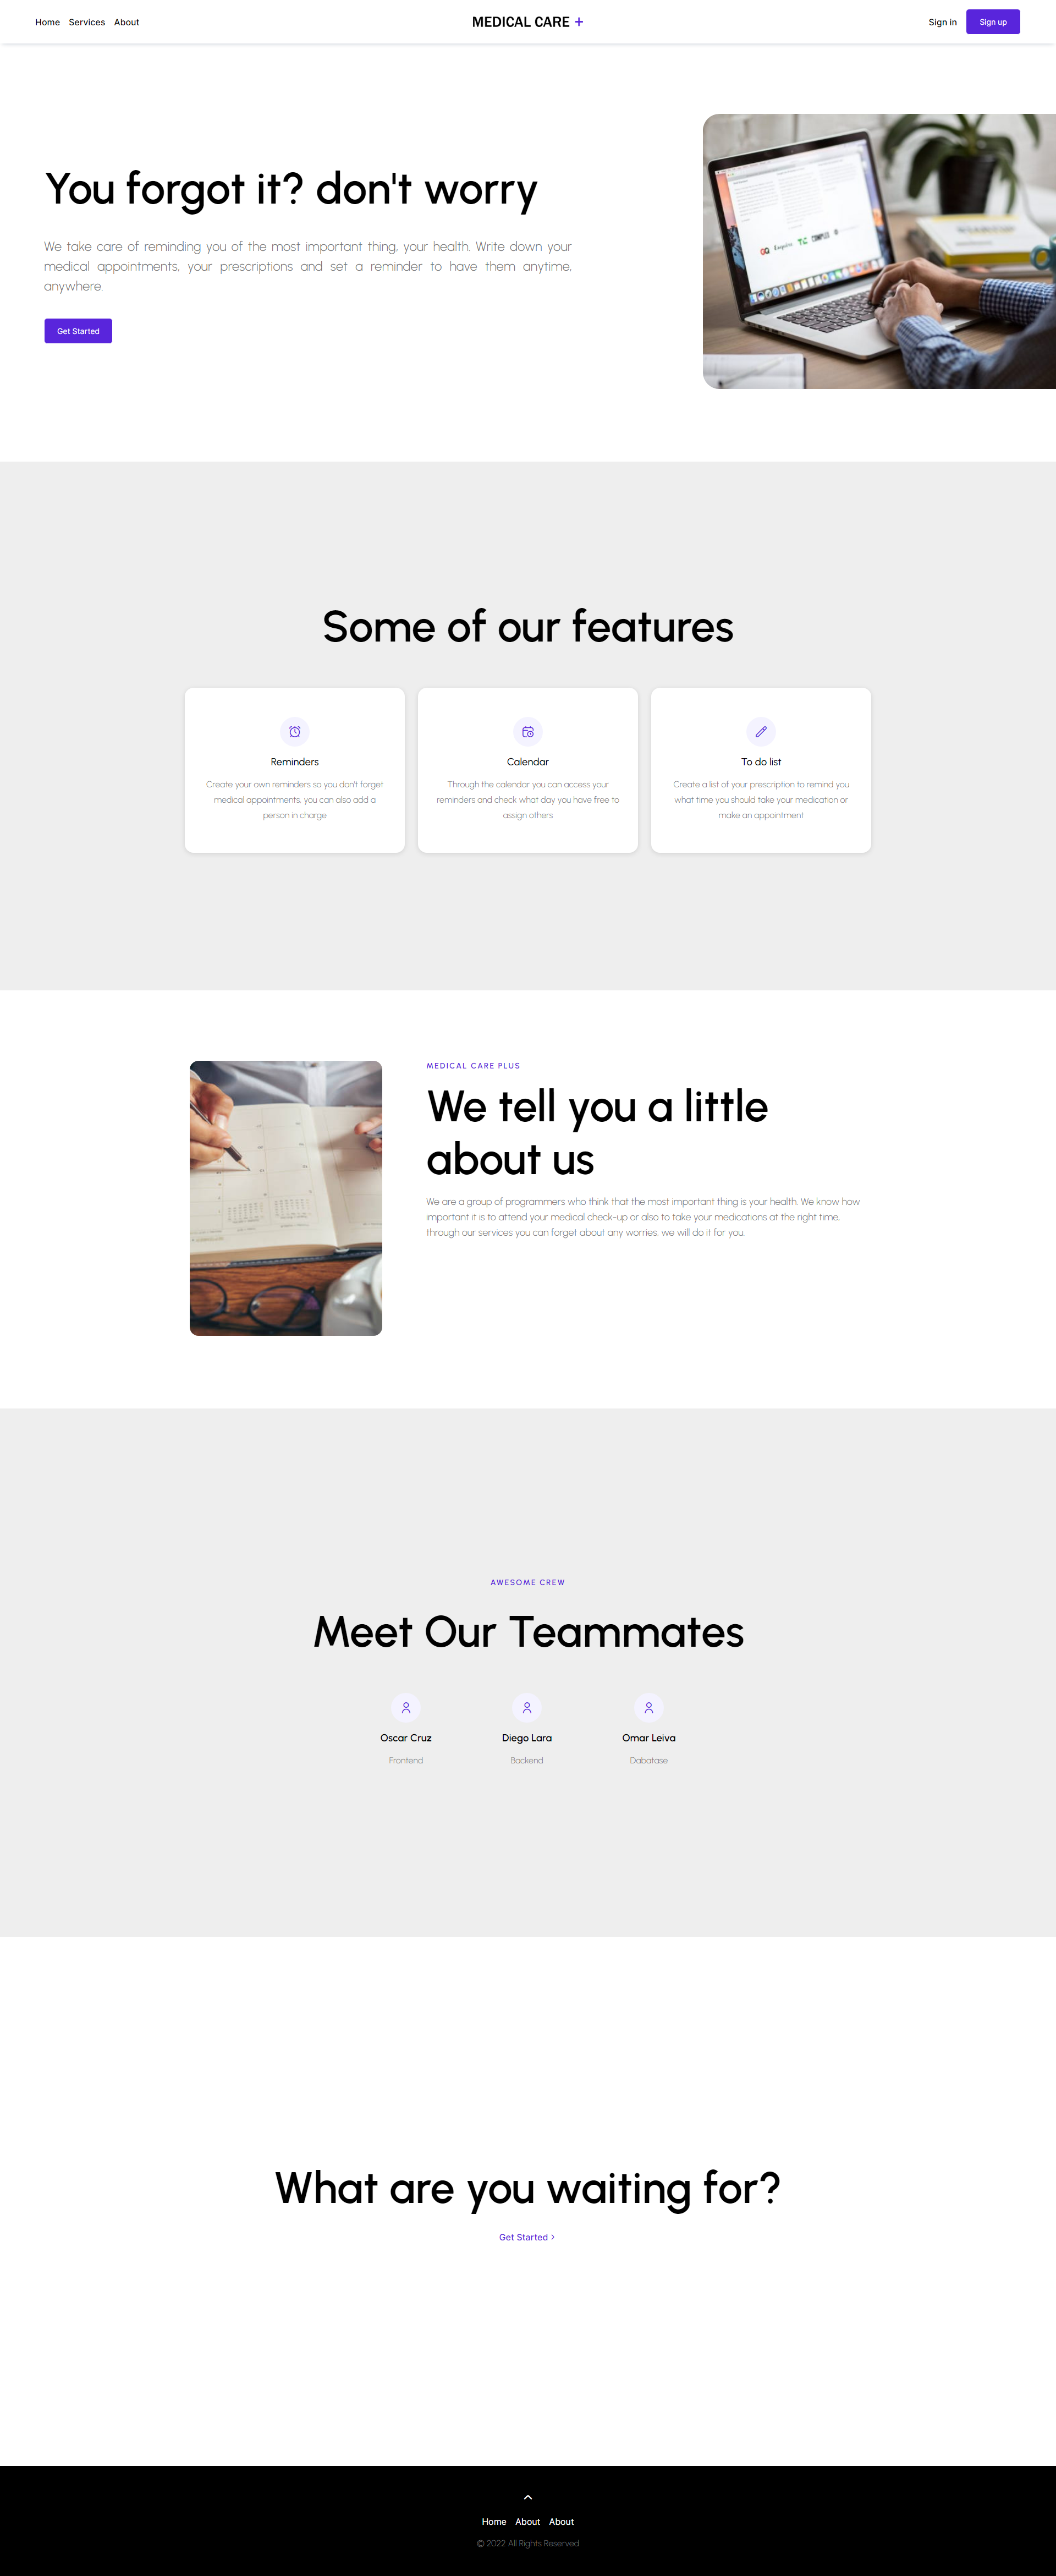 Home Services About
MEDICAL CARE +
Sign in
Sign up
You forgot it? don't worry
We take care of reminding you of the most important thing, your health. Write down your
medical appointments, your prescriptions and set a reminder to have them anytime,
anywhere.
Get Started
Some of our features
Reminders
Create your own reminders so you don't forget
medical appointments, you can also add a
person in charge
Calendar
Through the calendar you can access your
reminders and check what day you have free to
assign others
To do list
Create a list of your prescription to remind you
what time you should take your medication or
make an appointment
MEDICAL CARE PLUS
We tell you a little
about us
We are a group of programmers who think that the most important thing is your health. We know how
important it is to attend your medical check-up or also to take your medications at the right time,
through our services you can forget about any worries, we will do it for you.
AWESOME CREW
Meet Our Teammates
Oscar Cruz
Frontend
Diego Lara
Backend
Omar Leiva
Dabatase
What are you waiting for?
Get Started >
Home About About
© 2022 All Rights Reserved